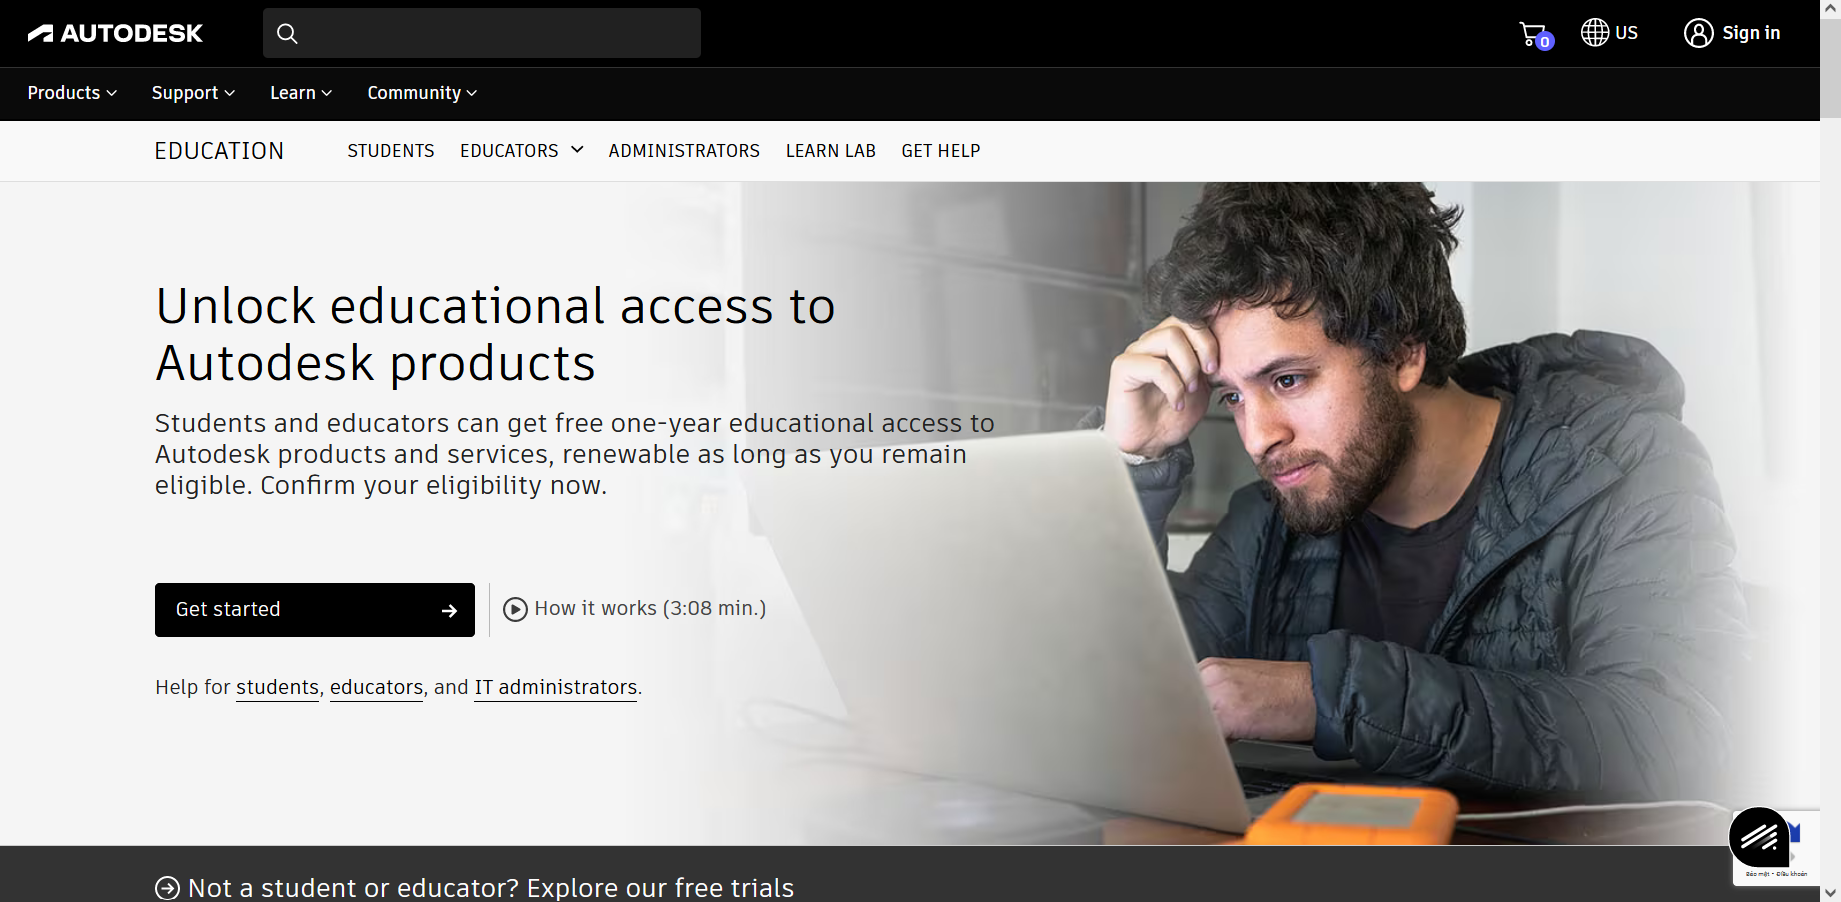 AUTODESK
0
US
Sign in
Products
Support
Learn
Community
EDUCATION
STUDENTS
EDUCATORS
ADMINISTRATORS
LEARN LAB
GET HELP
Unlock educational access to
Autodesk products
Students and educators can get free one-year educational access to
Autodesk products and services, renewable as long as you remain
eligible. Confirm your eligibility now.
Get started
How it works (3:08 min.)
Help for students, educators, and IT administrators.
Not a student or educator? Explore our free trials
Bảo mật • Điều khoản